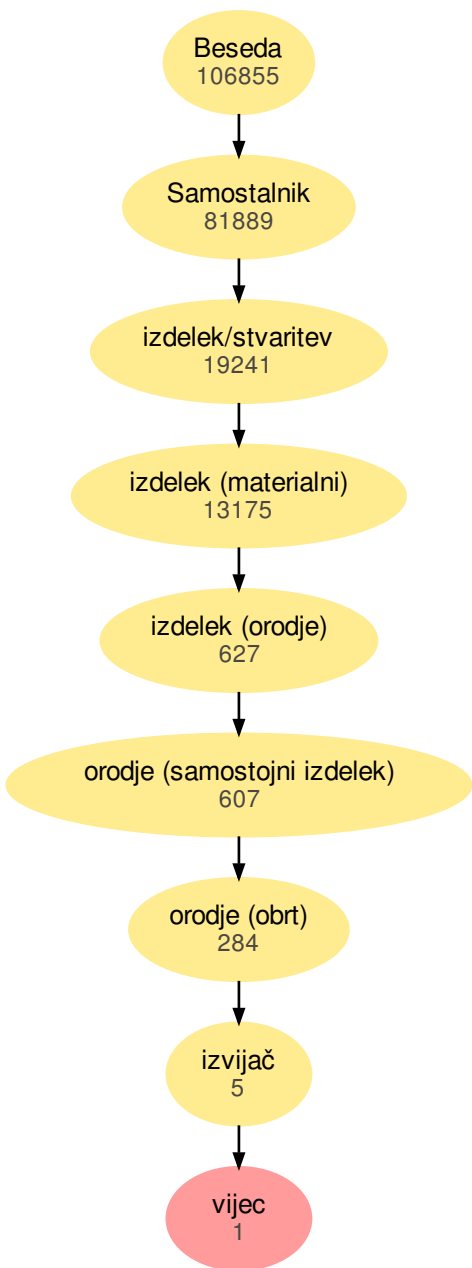 Beseda
106855
Samostalnik
81889
izdelek/stvaritev
19241
izdelek (materialni)
13175
izdelek (orodje)
627
orodje (samostojni izdelek)
607
orodje (obrt)
284
izvijač
5
vijec
1